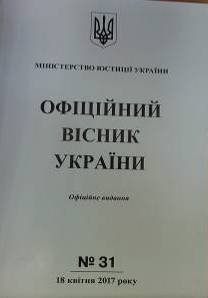 МІНІСТЕРСТВО ЮСТИЦІЇ УКРАЇНИ
ОФІЦІЙНИЙ
ВІСНИК
УКРАЇНИ
Офіційне видання
№ 31
18 квітня 2017 року